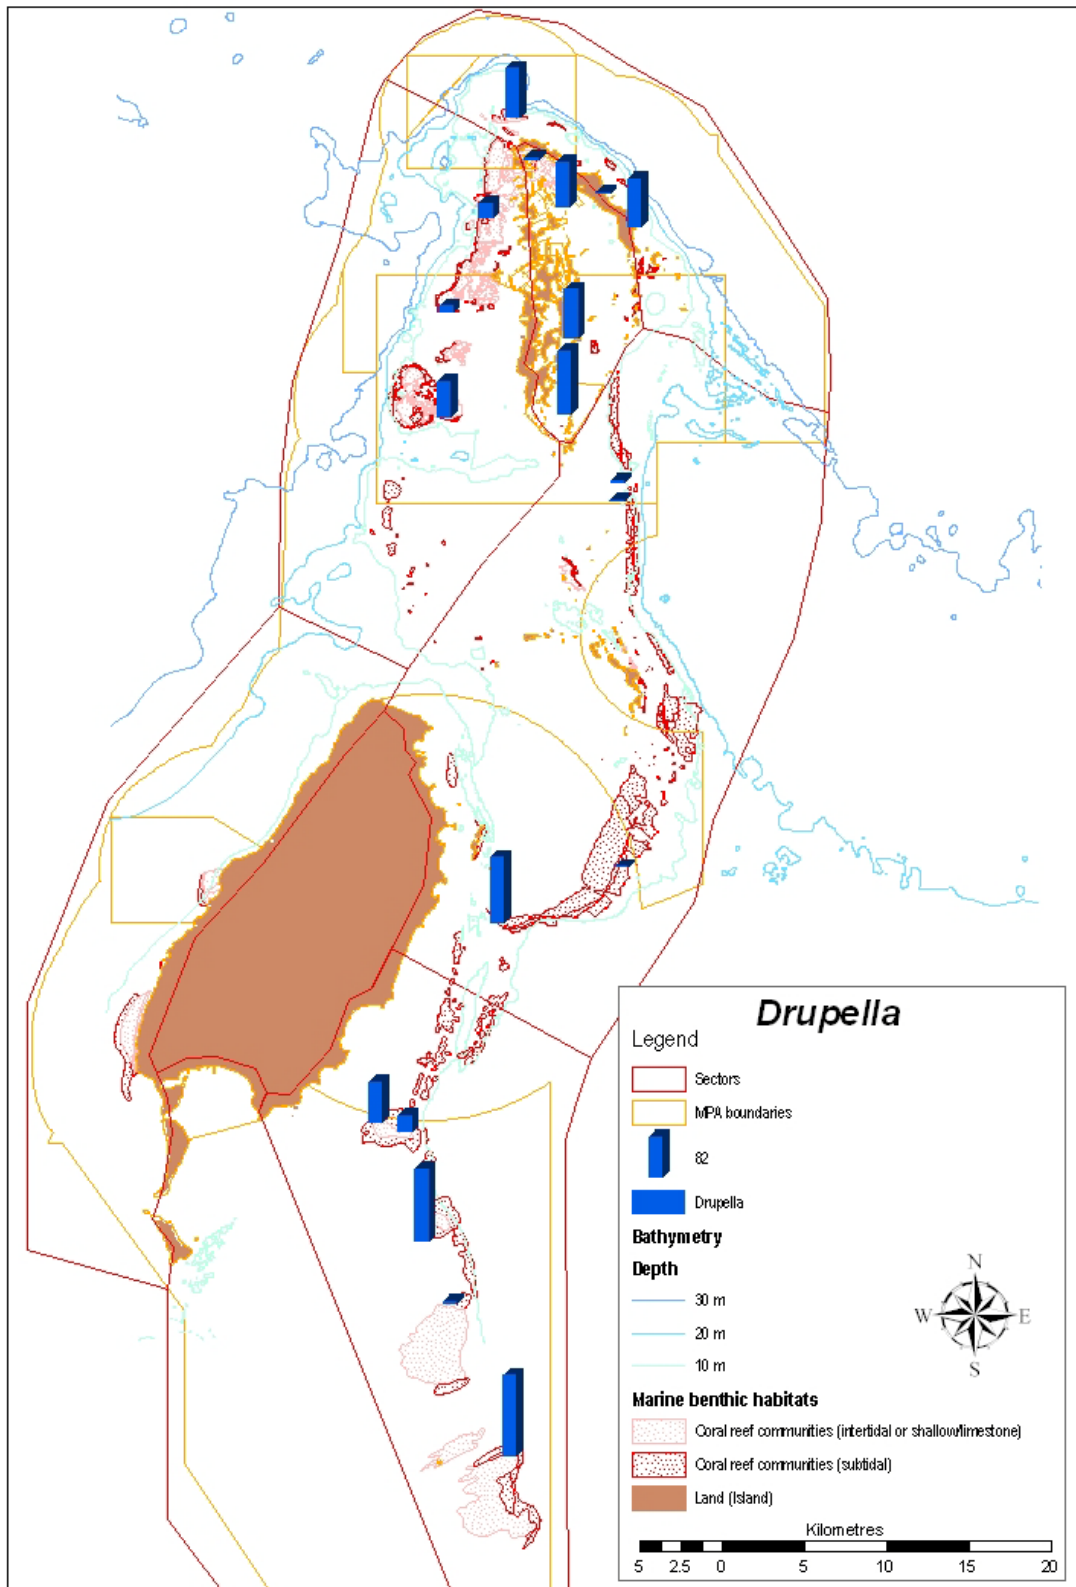 Drupella
Legend
Sectors
MPA boundaries
82
Drupella
Bathymetry
Depth
30 m
20 m
10 m
N
W E
S
Marine benthic habitats
Coral reef communities (intertidal or shallow/limestone)
Coral reef communities (subtidal)
Land (Island)
Kilometres
5 2.5 0 5 10 15 20